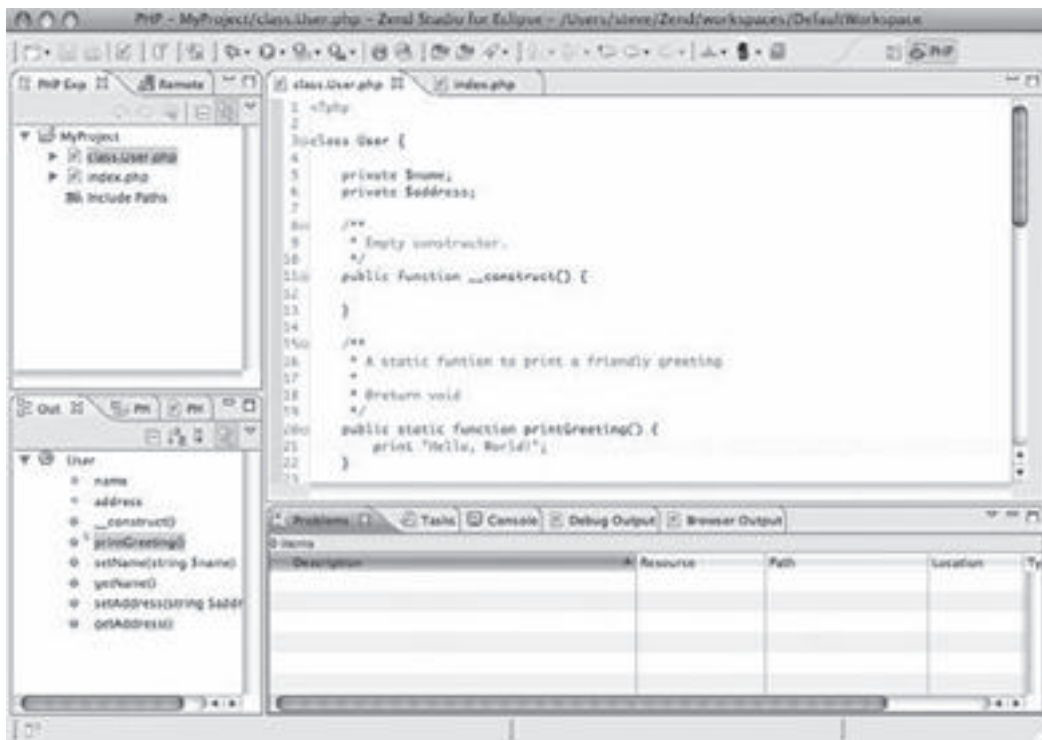 PHP - MyProject/class.User.php - Zend Studio for Eclipse - /Users/steve/Zend/workspaces/DefaultWorkspace
PHP
PHP Exp
Remote
MyProject
class.User.php
index.php
Include Paths
class.User.php
index.php
1 <?php
2
3 class User {
4
5 private $name;
6 private $address;
7
8 /**
9 * Empty constructor.
10 */
11 public function __construct() {
12
13 }
14
15 /**
16 * A static funtion to print a friendly greeting
17 *
18 * @return void
19 */
20 public static function printGreeting() {
21 print "Hello, World!";
22 }
23
Out
PH
PH
User
name
address
__construct()
printGreeting()
setName(string $name)
getName()
setAddress(string $addr
getAddress()
Problems
Tasks
Console
Debug Output
Browser Output
0 items
Description
Resource
Path
Location
Ty